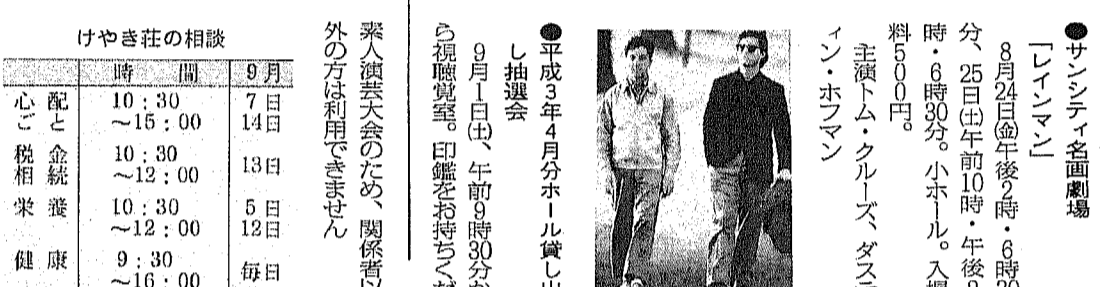 ●サンシティ名画劇場
「レインマン」
8月24日㈮午後2時・6時30
分、25日㈯午前10時・午後2
時・6時30分。小ホール。入場
料500円。
主演トム・クルーズ、ダステ
ィン・ホフマン
●平成3年4月分ホール貸し出
し抽選会
9月1日㈯、午前9時30分か
ら視聴覚室。印鑑をお持ちくだ
素人演芸大会のため、関係者以
外の方は利用できません
けやき荘の相談
時間 9月
心配ごと 10:30～15:00 7日 14日
税金相続 10:30～12:00 13日
栄養 10:30～12:00 5日 12日
健康 9:30～16:00 毎日